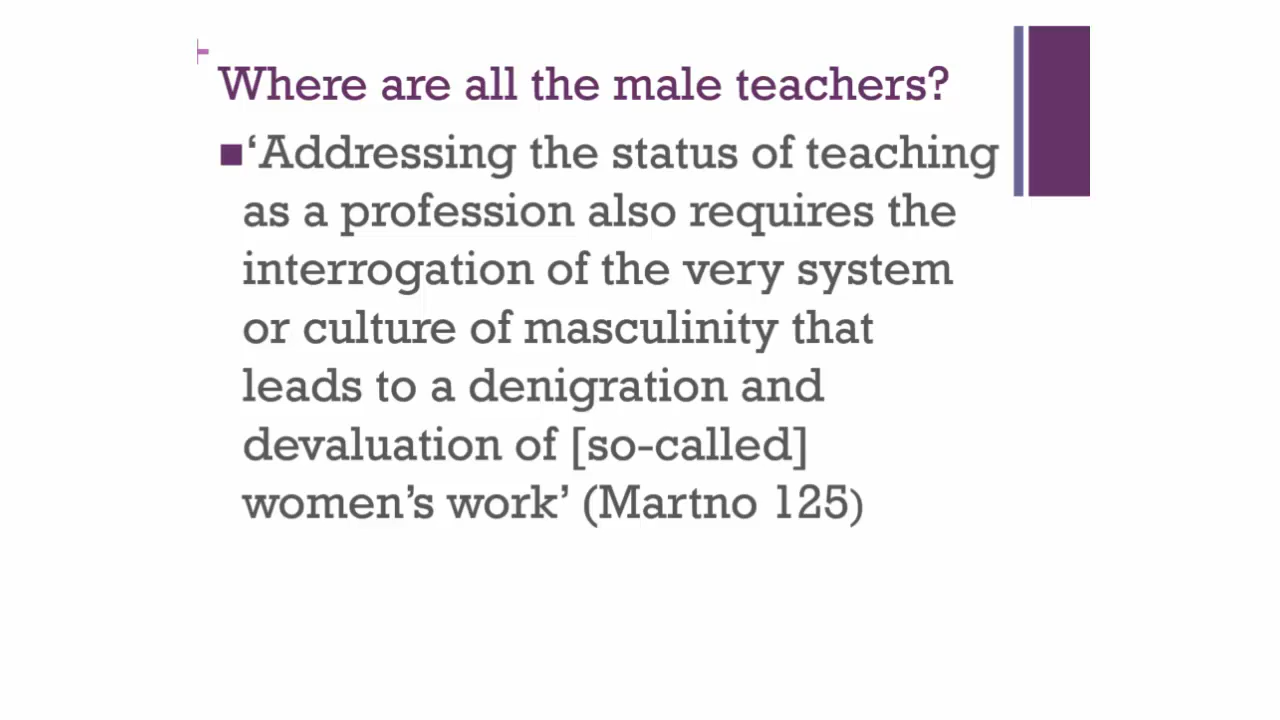 Where are all the male teachers?
‘Addressing the status of teaching
as a profession also requires the
interrogation of the very system
or culture of masculinity that
leads to a denigration and
devaluation of [so-called]
women’s work’ (Martno 125)